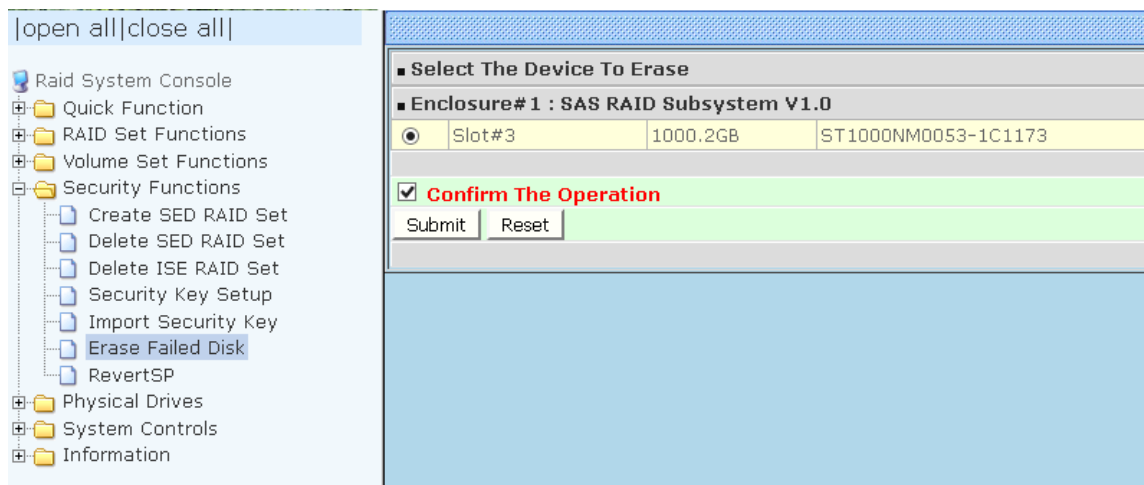 |open all|close all|
Raid System Console
Quick Function
RAID Set Functions
Volume Set Functions
Security Functions
Create SED RAID Set
Delete SED RAID Set
Delete ISE RAID Set
Security Key Setup
Import Security Key
Erase Failed Disk
RevertSP
Physical Drives
System Controls
Information
Select The Device To Erase
Enclosure#1 : SAS RAID Subsystem V1.0
Slot#3 1000.2GB ST1000NM0053-1C1173
Confirm The Operation
Submit Reset